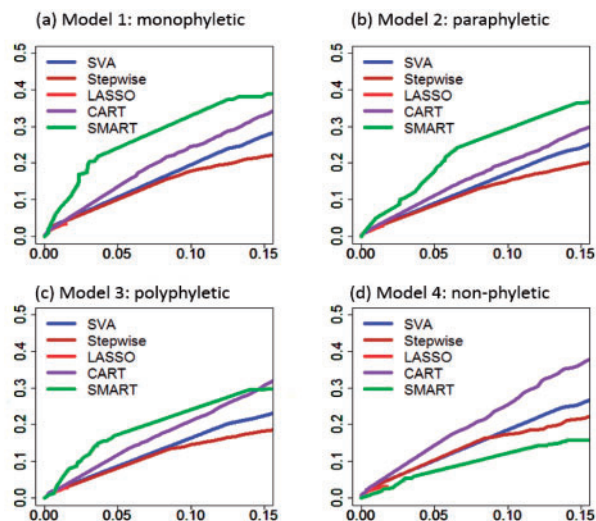 (a) Model 1: monophyletic
0.5
0.4
0.3
0.2
0.1
0.0
SVA
Stepwise
LASSO
CART
SMART
0.00 0.05 0.10 0.15
(b) Model 2: paraphyletic
0.5
0.4
0.3
0.2
0.1
0.0
SVA
Stepwise
LASSO
CART
SMART
0.00 0.05 0.10 0.15
(c) Model 3: polyphyletic
0.5
0.4
0.3
0.2
0.1
0.0
SVA
Stepwise
LASSO
CART
SMART
0.00 0.05 0.10 0.15
(d) Model 4: non-phyletic
0.5
0.4
0.3
0.2
0.1
0.0
SVA
Stepwise
LASSO
CART
SMART
0.00 0.05 0.10 0.15